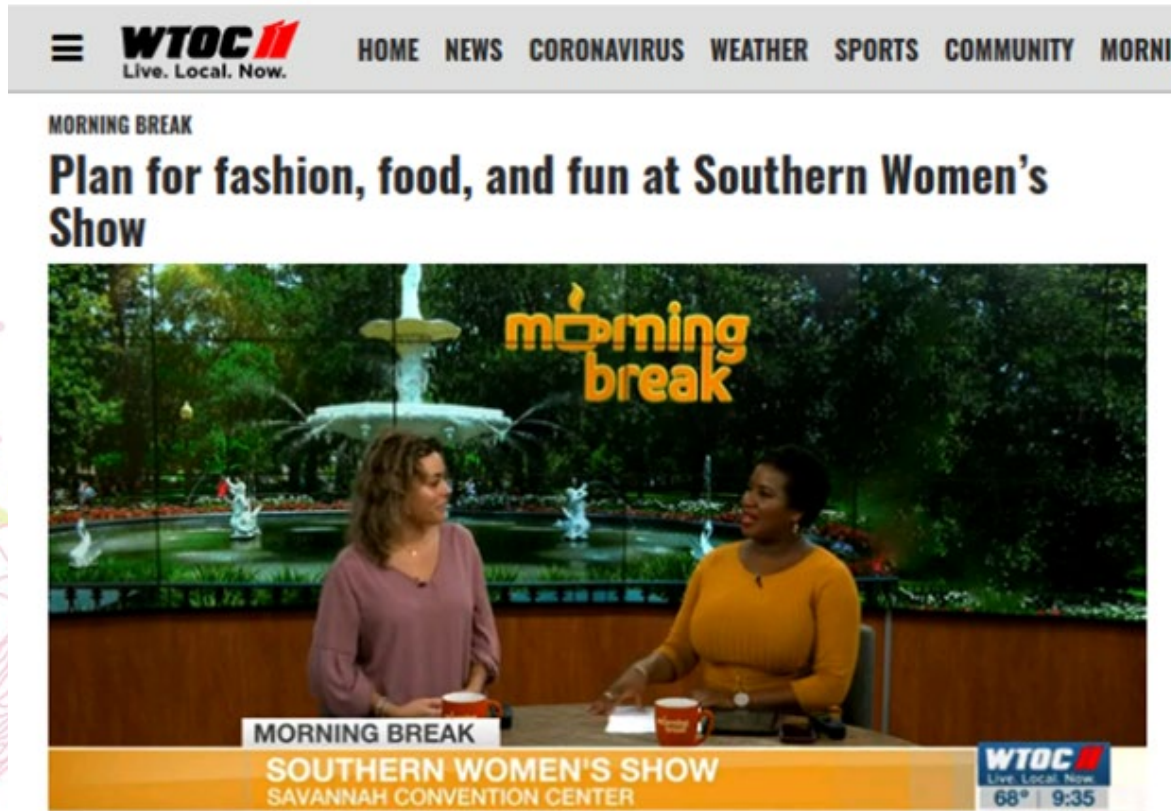 WTOC 11
Live. Local. Now.
HOME NEWS CORONAVIRUS WEATHER SPORTS COMMUNITY MORNI
MORNING BREAK
Plan for fashion, food, and fun at Southern Women's
Show
morning
break
MORNING BREAK
SOUTHERN WOMEN'S SHOW
SAVANNAH CONVENTION CENTER
WTOC 11
Live. Local. Now.
68° 9:35